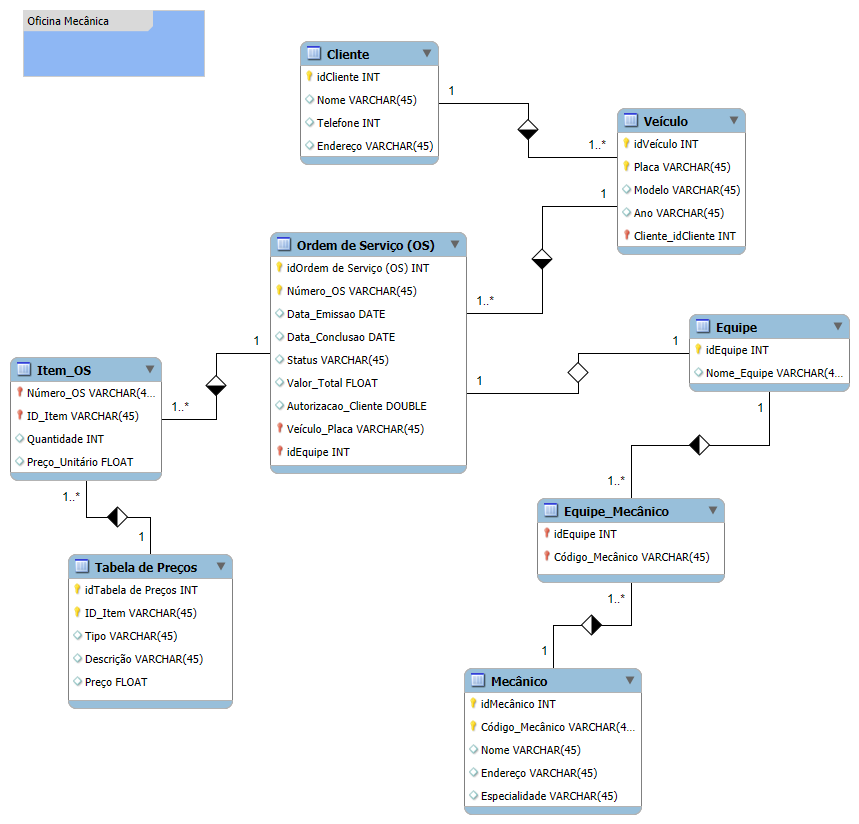 Oficina Mecânica
Cliente
idCliente INT
Nome VARCHAR(45)
Telefone INT
Endereço VARCHAR(45)
1
1..*
Veículo
idVeículo INT
Placa VARCHAR(45)
Modelo VARCHAR(45)
Ano VARCHAR(45)
Cliente_idCliente INT
1
1..*
Ordem de Serviço (OS)
idOrdem de Serviço (OS) INT
Número_OS VARCHAR(45)
Data_Emissao DATE
Data_Conclusao DATE
Status VARCHAR(45)
Valor_Total FLOAT
Autorizacao_Cliente DOUBLE
Veículo_Placa VARCHAR(45)
idEquipe INT
1
1
Equipe
idEquipe INT
Nome_Equipe VARCHAR(4...
1
1..*
Item_OS
Número_OS VARCHAR(4...
ID_Item VARCHAR(45)
Quantidade INT
Preço_Unitário FLOAT
1..*
1
Tabela de Preços
idTabela de Preços INT
ID_Item VARCHAR(45)
Tipo VARCHAR(45)
Descrição VARCHAR(45)
Preço FLOAT
1
1..*
Equipe_Mecânico
idEquipe INT
Código_Mecânico VARCHAR(45)
1..*
1
Mecânico
idMecânico INT
Código_Mecânico VARCHAR(4...
Nome VARCHAR(45)
Endereço VARCHAR(45)
Especialidade VARCHAR(45)